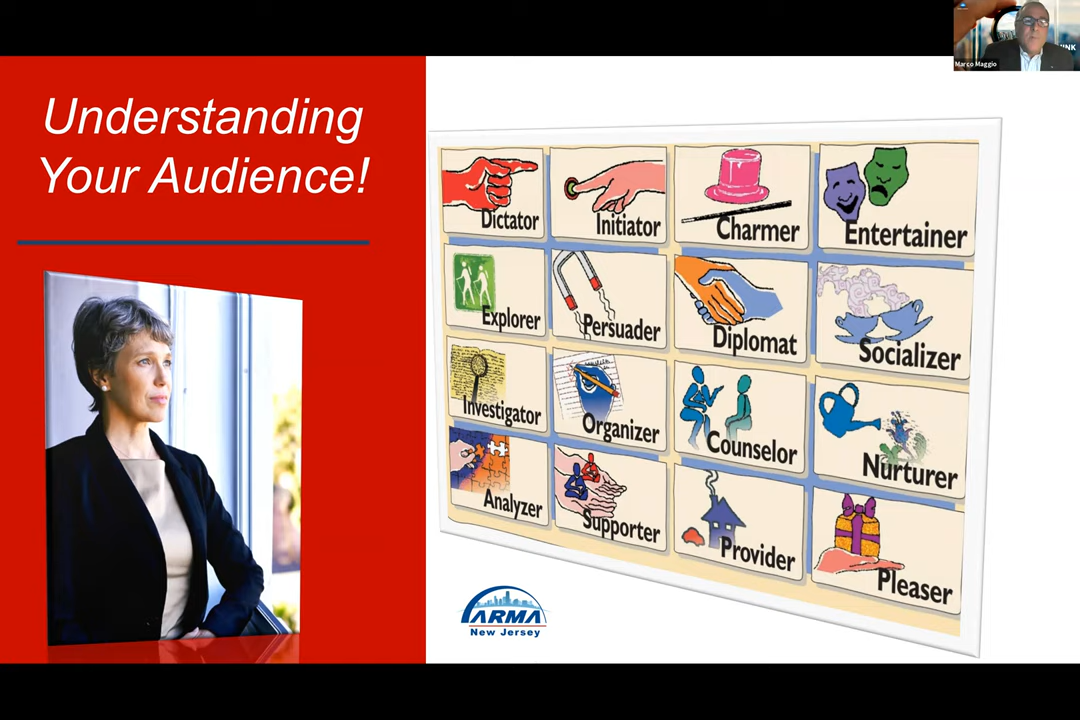 Marco Maggio
Understanding
Your Audience!
Dictator
Initiator
Charmer
Entertainer
Explorer
Persuader
Diplomat
Socializer
Investigator
Organizer
Counselor
Nurturer
Analyzer
Supporter
Provider
Pleaser
ARMA
New Jersey